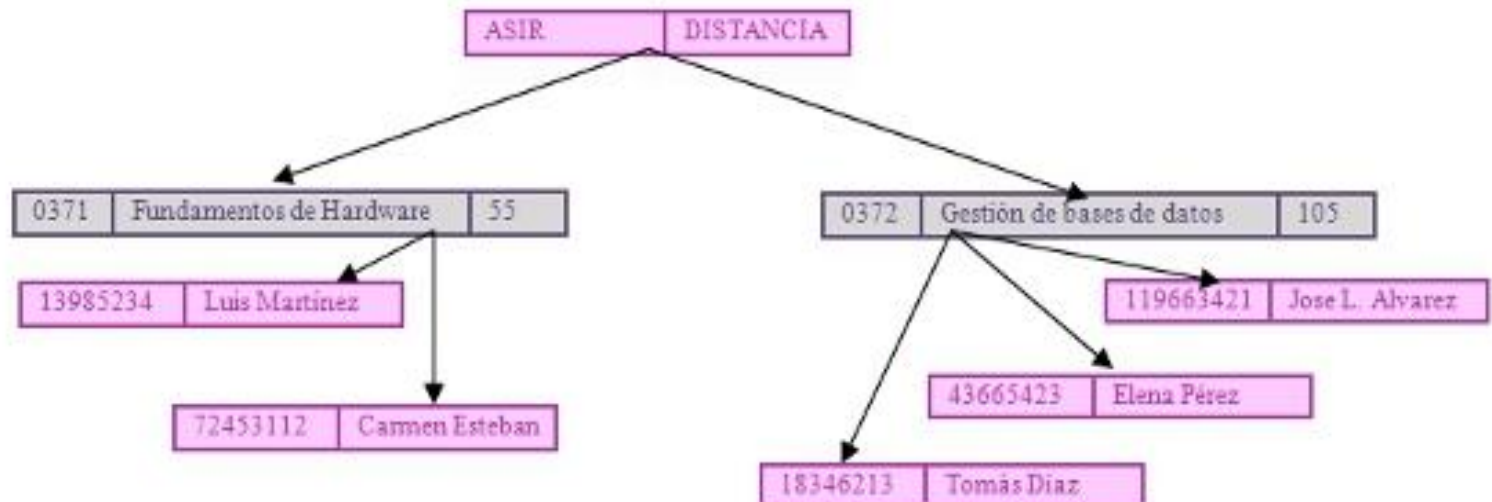 ASIR DISTANCIA
0371 Fundamentos de Hardware 55
0372 Gestión de bases de datos 105
13985234 Luis Martínez
119663421 Jose L. Alvarez
43665423 Elena Pérez
72453112 Carmen Esteban
18346213 Tomás Díaz